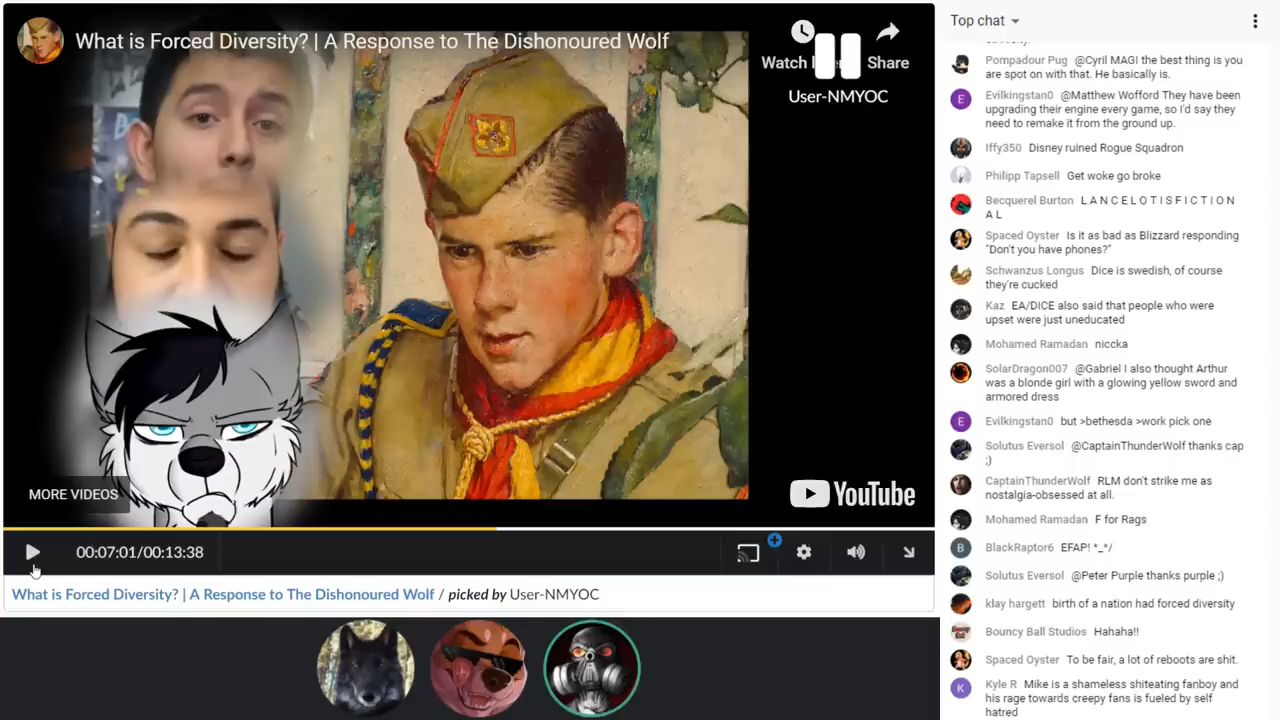 What is Forced Diversity? | A Response to The Dishonoured Wolf
Share
User-NMYOC
MORE VIDEOS
YouTube
00:07:01/00:13:38
What is Forced Diversity? | A Response to The Dishonoured Wolf / picked by User-NMYOC
Top chat
Pompadour Pug @Cyril MAGI the best thing is you
are spot on with that. He basically is.
E
Evilkingstan0 @Matthew Wofford They have been
upgrading their engine every game, so I'd say they
need to remake it from the ground up.
Iffy350 Disney ruined Rogue Squadron
Philipp Tapsell Get woke go broke
Becquerel Burton L A N C E L O T I S F I C T I O N
A L
Spaced Oyster Is it as bad as Blizzard responding
"Don't you have phones?"
Schwanzus Longus Dice is swedish, of course
they're cucked
Kaz EA/DICE also said that people who were
upset were just uneducated
Mohamed Ramadan niccka
SolarDragon007 @Gabriel I also thought Arthur
was a blonde girl with a glowing yellow sword and
armored dress
E
Evilkingstan0 but >bethesda >work pick one
Solutus Eversol @CaptainThunderWolf thanks cap
;)
CaptainThunderWolf RLM don't strike me as
nostalgia-obsessed at all.
Mohamed Ramadan F for Rags
B
BlackRaptor6 EFAP! *_*/
Solutus Eversol @Peter Purple thanks purple ;)
klay hargett birth of a nation had forced diversity
Bouncy Ball Studios Hahaha!!
Spaced Oyster To be fair, a lot of reboots are shit.
K
Kyle R Mike is a shameless shiteating fanboy and
his rage towards creepy fans is fueled by self
hatred